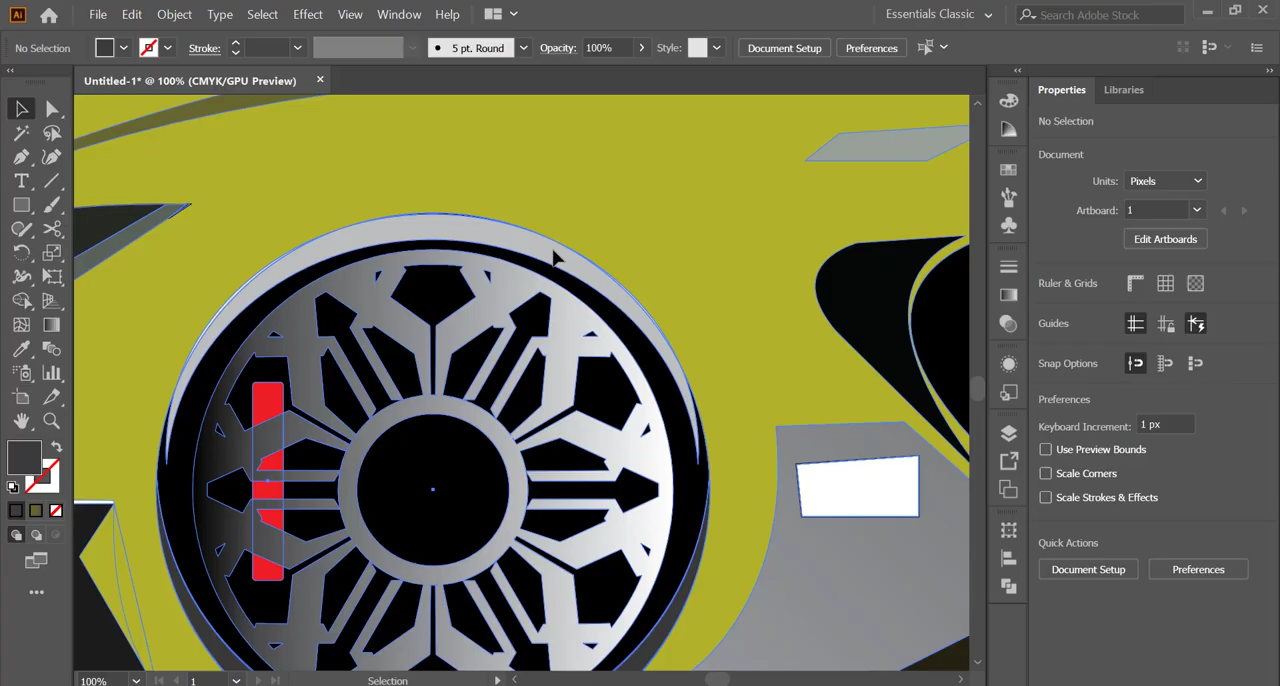 Ai File Edit Object Type Select Effect View Window Help Essentials Classic Search Adobe Stock
No Selection Stroke: 5 pt. Round Opacity: 100% Style: Document Setup Preferences
Untitled-1* @ 100% (CMYK/GPU Preview) Properties Libraries
No Selection
Document
Units: Pixels
Artboard: 1
Edit Artboards
Ruler & Grids
Guides
Snap Options
Preferences
Keyboard Increment: 1 px
Use Preview Bounds
Scale Corners
Scale Strokes & Effects
Quick Actions
Document Setup Preferences
100% 1 Selection